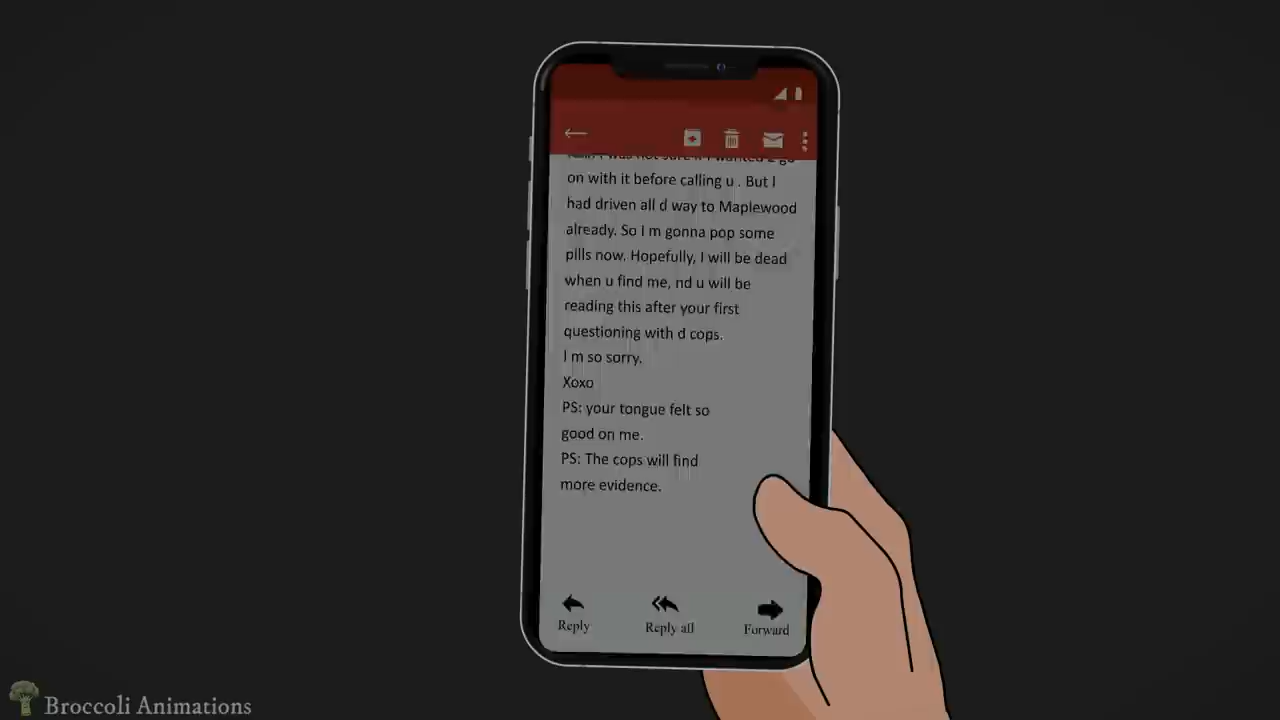 on with it before calling u . But I
had driven all d way to Maplewood
already. So I m gonna pop some
pills now. Hopefully, I will be dead
when u find me, nd u will be
reading this after your first
questioning with d cops.
I m so sorry.
Xoxo
PS: your tongue felt so
good on me.
PS: The cops will find
more evidence.
Reply
Reply all
Forward
Broccoli Animations